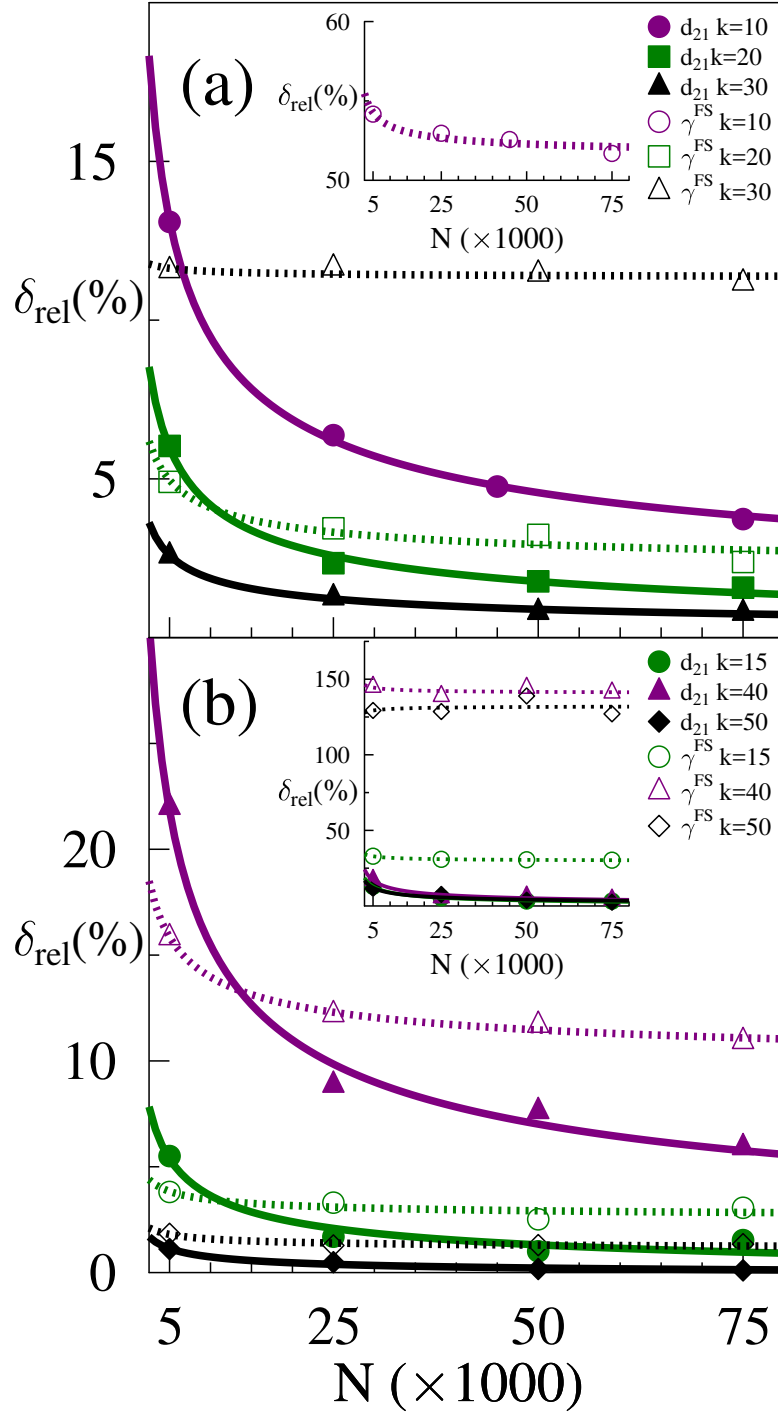 (a)
60
δrel(%)
50
5 25 45 50 75
N (×1000)
d21 k=10
d21k=20
d21 k=30
γFS k=10
γFS k=20
γFS k=30
15
δrel(%)
5
(b)
150
100
δrel(%)
50
5 25 50 75
N (×1000)
d21 k=15
d21 k=40
d21 k=50
γFS k=15
γFS k=40
γFS k=50
20
δrel(%)
10
0
5 25 50 75
N (×1000)